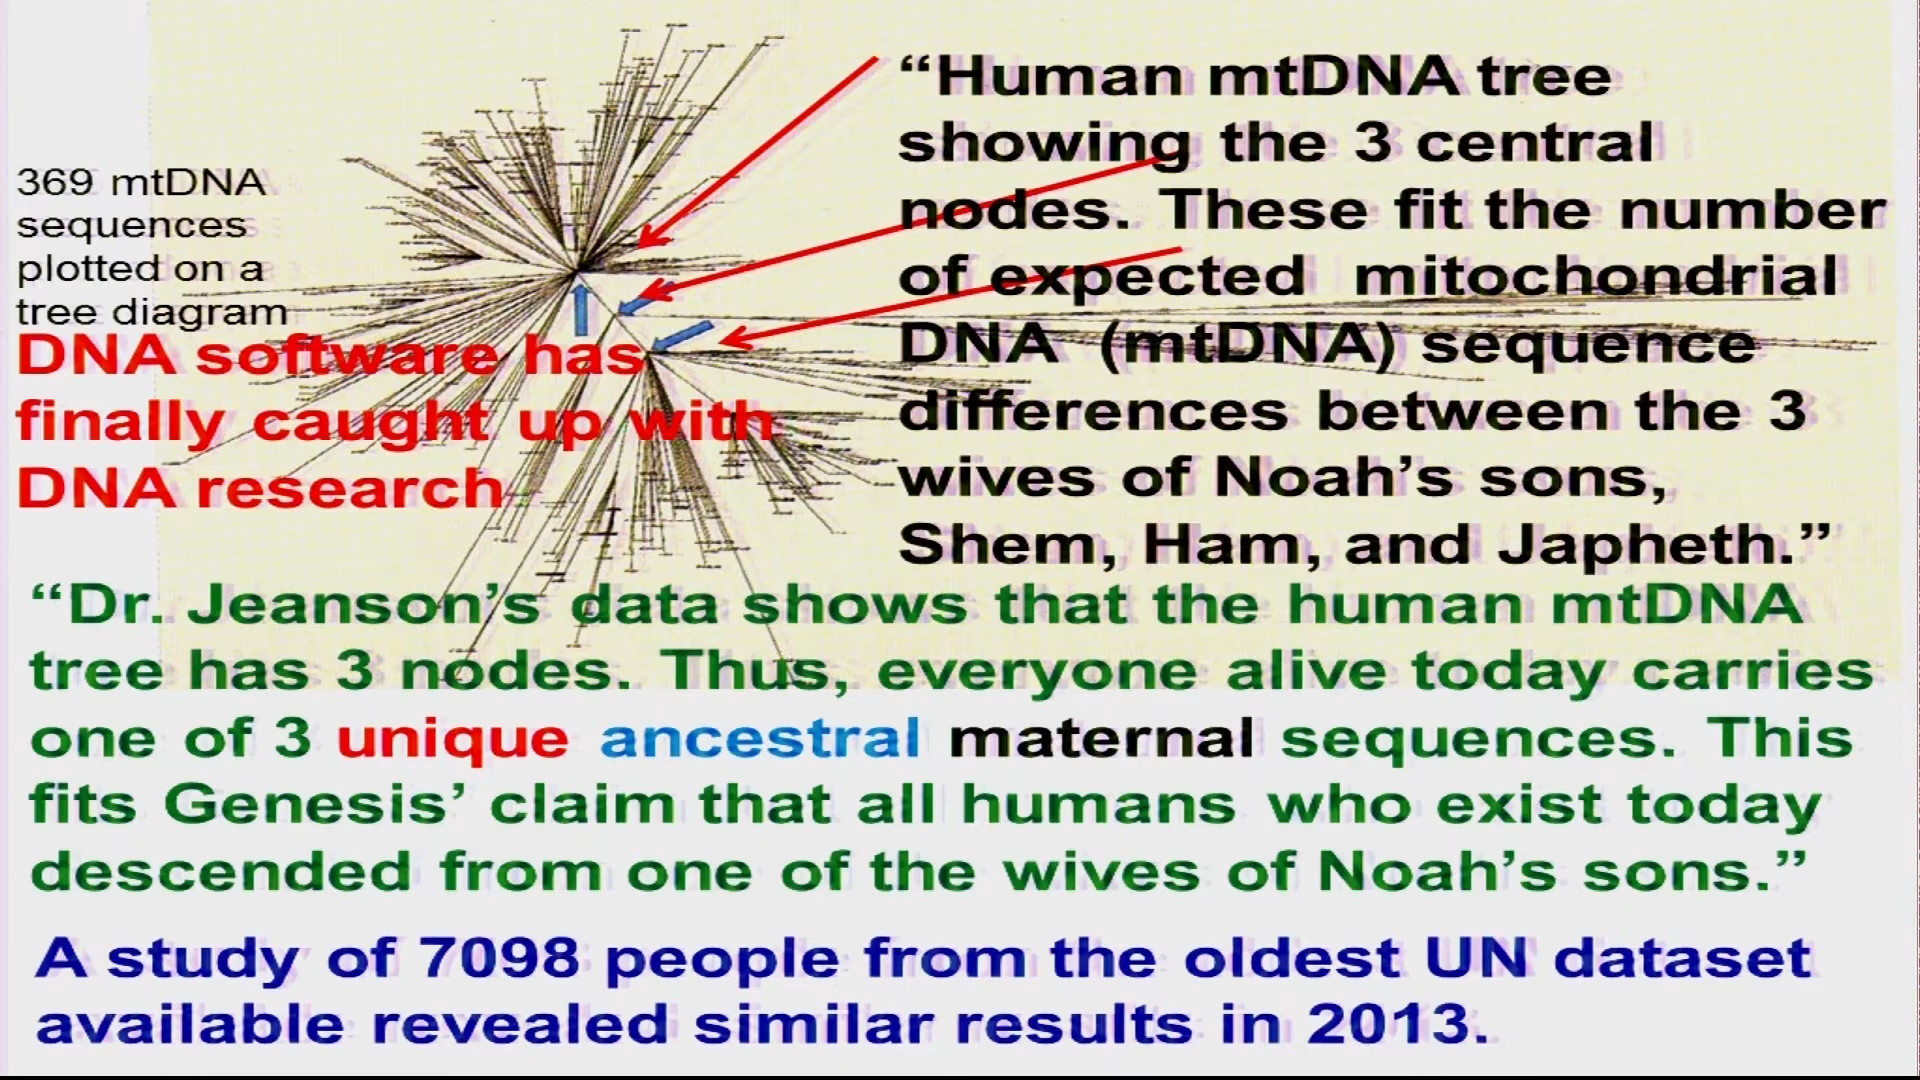 “Human mtDNA tree
showing the 3 central
nodes. These fit the number
of expected mitochondrial
DNA (mtDNA) sequence
differences between the 3
wives of Noah’s sons,
Shem, Ham, and Japheth.”
369 mtDNA
sequences
plotted on a
tree diagram
DNA software has
finally caught up with
DNA research
“Dr. Jeanson’s data shows that the human mtDNA
tree has 3 nodes. Thus, everyone alive today carries
one of 3 unique ancestral maternal sequences. This
fits Genesis’ claim that all humans who exist today
descended from one of the wives of Noah’s sons.”
A study of 7098 people from the oldest UN dataset
available revealed similar results in 2013.